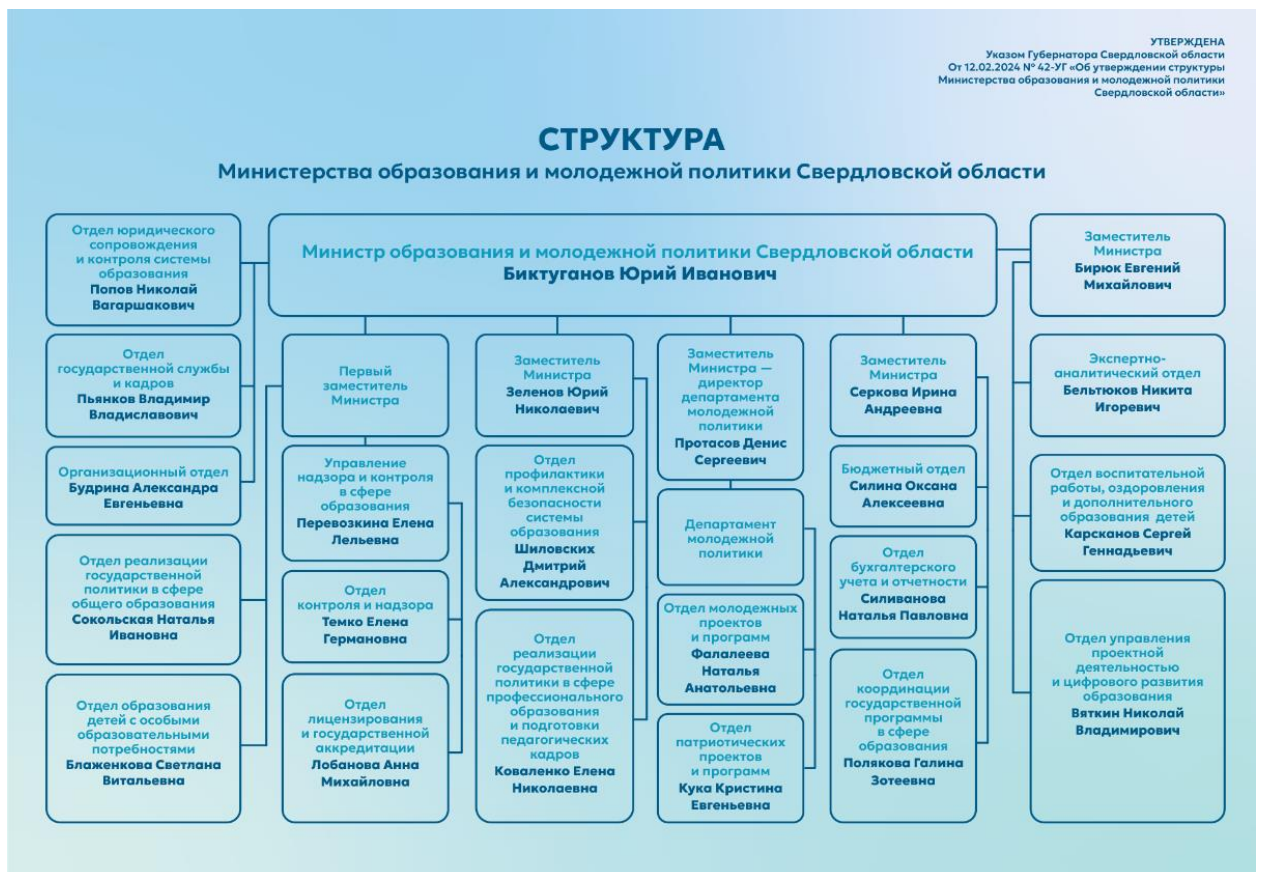 УТВЕРЖДЕНА
Указом Губернатора Свердловской области
От 12.02.2024 № 42-УГ «Об утверждении структуры
Министерства образования и молодежной политики
Свердловской области»
СТРУКТУРА
Министерства образования и молодежной политики Свердловской области
Отдел юридического
сопровождения
и контроля системы
образования
Попов Николай
Вагаршакович
Министр образования и молодежной политики Свердловской области
Биктуганов Юрий Иванович
Заместитель
Министра
Бирюк Евгений
Михайлович
Отдел
государственной службы
и кадров
Пьянков Владимир
Владиславович
Первый
заместитель
Министра
Заместитель
Министра
Зеленов Юрий
Николаевич
Заместитель
Министра —
директор
департамента
молодежной
политики
Протасов Денис
Сергеевич
Заместитель
Министра
Серкова Ирина
Андреевна
Экспертно-
аналитический отдел
Бельтюков Никита
Игоревич
Организационный отдел
Будрина Александра
Евгеньевна
Управление
надзора и контроля
в сфере
образования
Перевозкина Елена
Лельевна
Отдел
профилактики
и комплексной
безопасности
системы
образования
Шиловских
Дмитрий
Александрович
Департамент
молодежной
политики
Бюджетный отдел
Силина Оксана
Алексеевна
Отдел воспитательной
работы, оздоровления
и дополнительного
образования детей
Карсканов Сергей
Геннадьевич
Отдел реализации
государственной
политики в сфере
общего образования
Сокольская Наталья
Ивановна
Отдел
контроля и надзора
Темко Елена
Германовна
Отдел
реализации
государственной
политики в сфере
профессионального
образования
и подготовки
педагогических
кадров
Коваленко Елена
Николаевна
Отдел молодежных
проектов
и программ
Фалалеева
Наталья
Анатольевна
Отдел
бухгалтерского
учета и отчетности
Силиванова
Наталья Павловна
Отдел управления
проектной
деятельностью
и цифрового развития
образования
Вяткин Николай
Владимирович
Отдел образования
детей с особыми
образовательными
потребностями
Блаженкова Светлана
Витальевна
Отдел
лицензирования
и государственной
аккредитации
Лобанова Анна
Михайловна
Отдел
патриотических
проектов
и программ
Кука Кристина
Евгеньевна
Отдел
координации
государственной
программы
в сфере
образования
Полякова Галина
Зотеевна